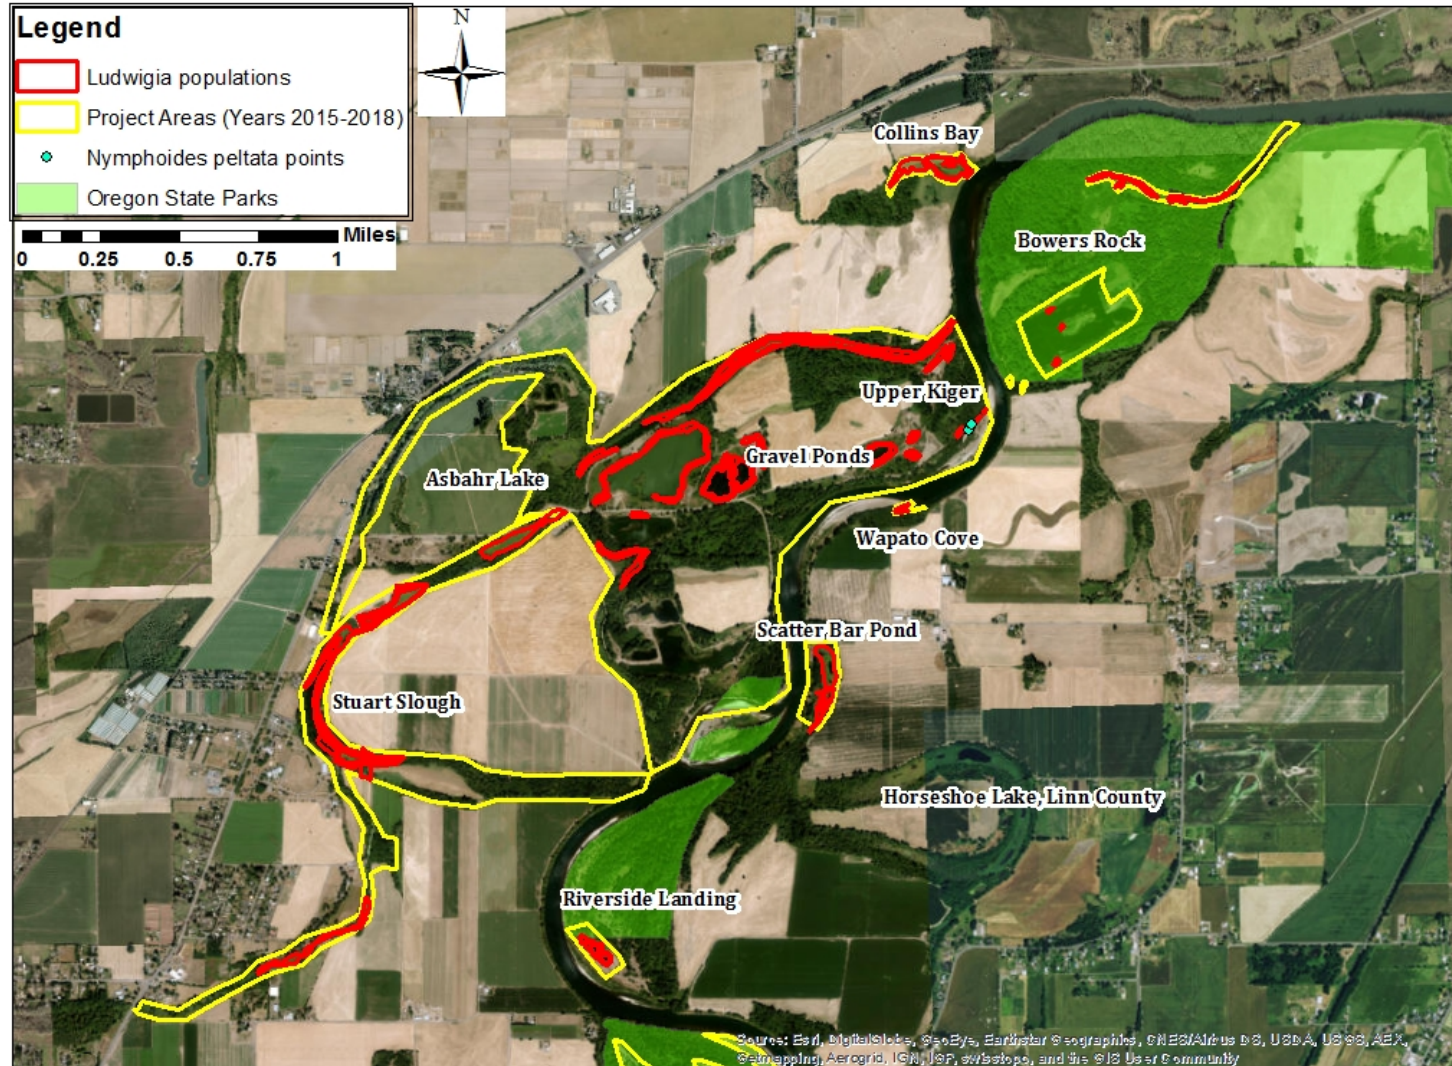 Legend
Ludwigia populations
Project Areas (Years 2015-2018)
Nymphoides peltata points
Oregon State Parks
N
Miles
0 0.25 0.5 0.75 1
Collins Bay
Bowers Rock
Upper Kiger
Gravel Ponds
Asbahr Lake
Wapato Cove
Scatter Bar Pond
Stuart Slough
Horseshoe Lake, Linn County
Riverside Landing
Source: Esri, DigitalGlobe, GeoEye, Earthstar Geographics, CNES/Airbus DS, USDA, USGS, AEX,
Getmapping, Aerogrid, IGN, IGP, swisstopo, and the GIS User Community